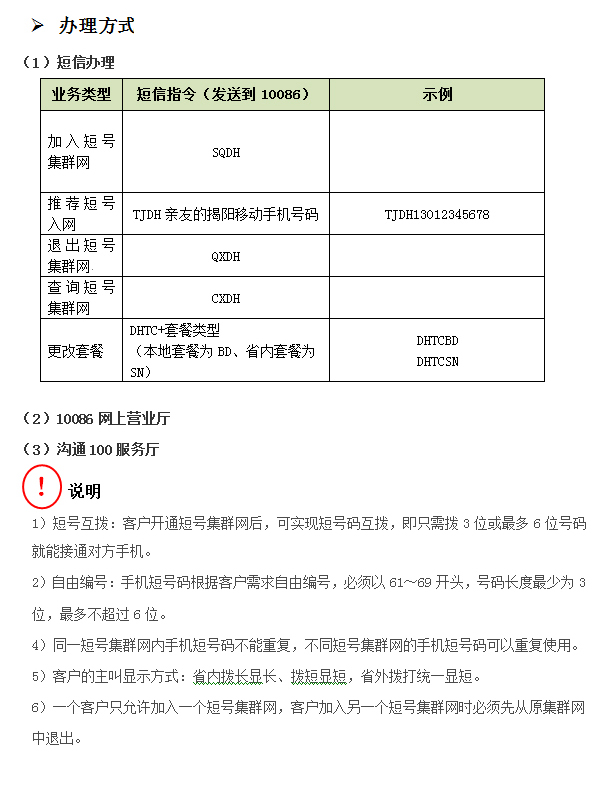 ➢ 办理方式
（1）短信办理
业务类型 短信指令（发送到 10086） 示例
加入短号
集群网
SQDH
推荐短号
入网
TJDH 亲友的揭阳移动手机号码
TJDH13012345678
退出短号
集群网
QXDH
查询短号
集群网
CXDH
更改套餐
DHTC+套餐类型
（本地套餐为 BD、省内套餐为
SN）
DHTCBD
DHTCSN
（2）10086 网上营业厅
（3）沟通 100 服务厅
! 说明
1）短号互拨：客户开通短号集群网后，可实现短号码互拨，即只需拨 3 位或最多 6 位号码
就能接通对方手机。
2）自由编号：手机短号码根据客户需求自由编号，必须以 61～69 开头，号码长度最少为 3
位，最多不超过 6 位。
4）同一短号集群网内手机短号码不能重复，不同短号集群网的手机短号码可以重复使用。
5）客户的主叫显示方式：省内拨长显长、拨短显短，省外拨打统一显短。
6）一个客户只允许加入一个短号集群网，客户加入另一个短号集群网时必须先从原集群网
中退出。